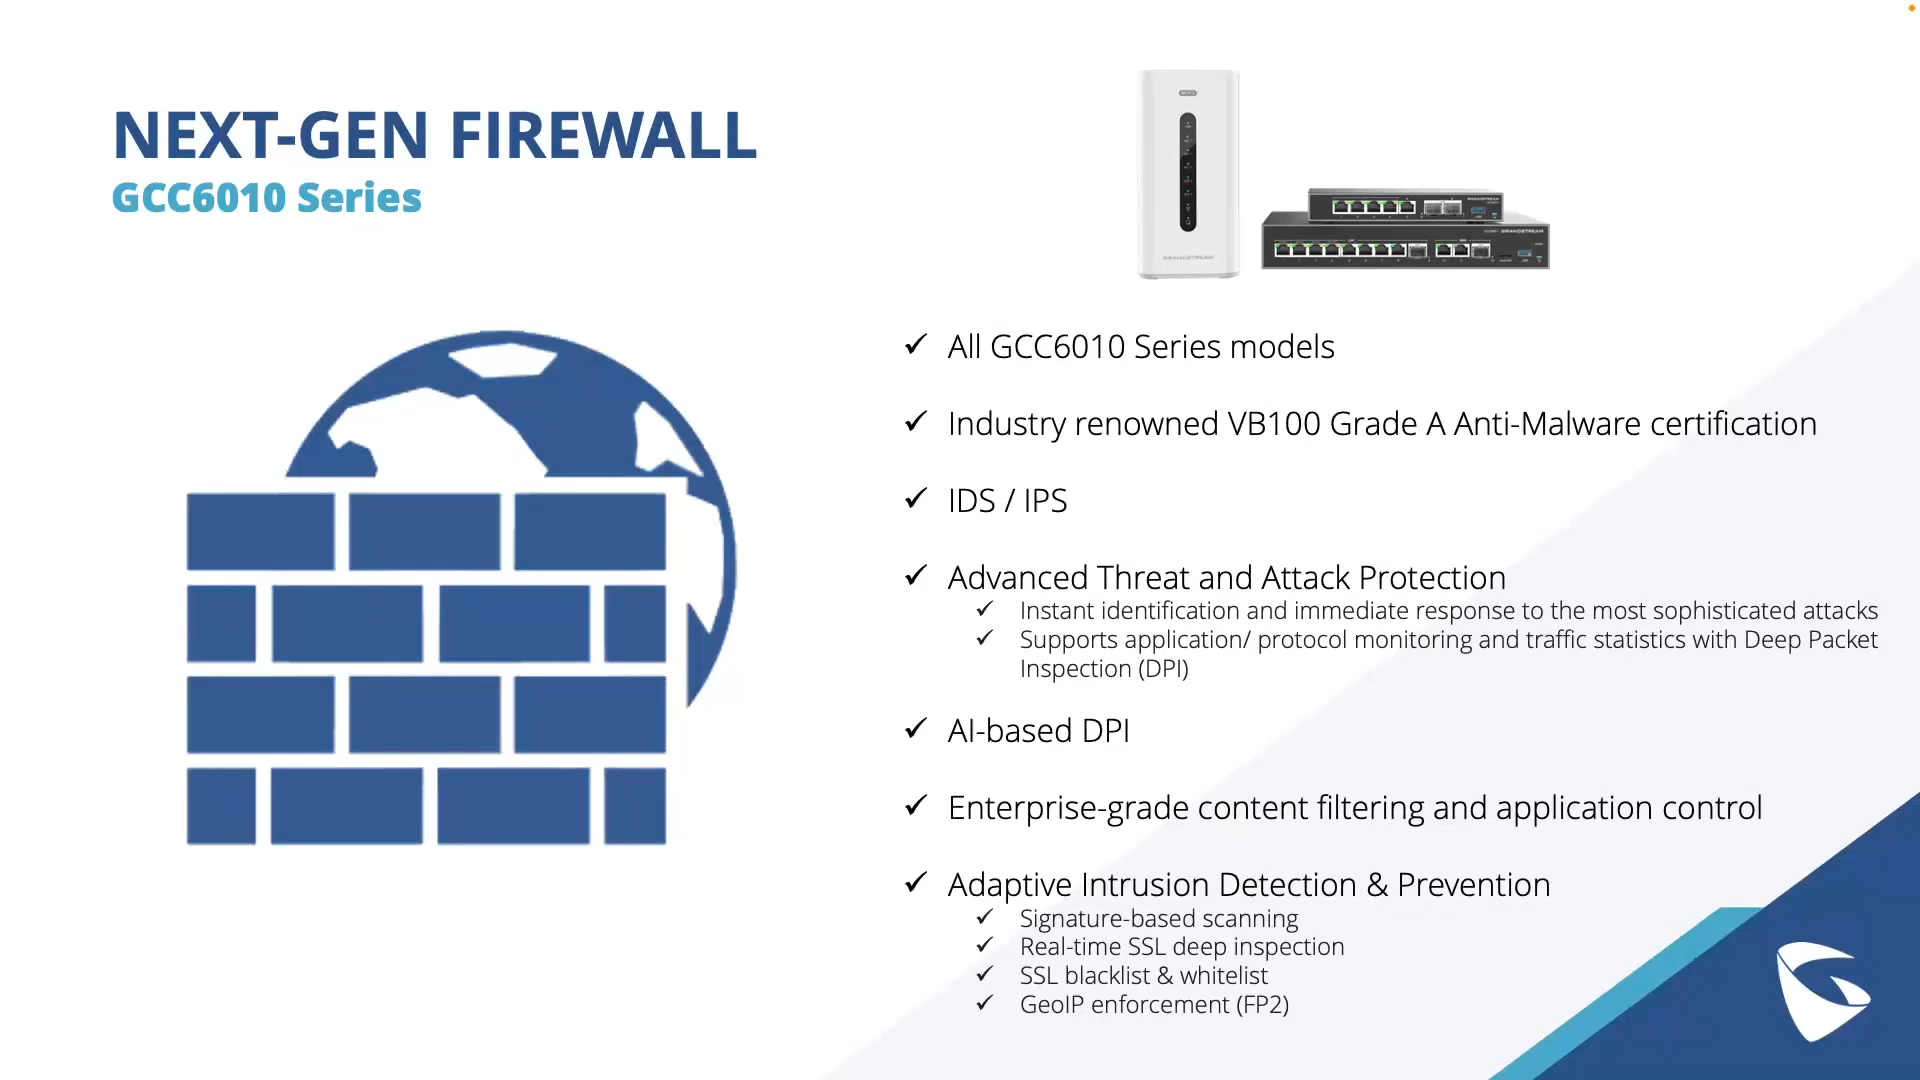 NEXT-GEN FIREWALL
GCC6010 Series
GRANDSTREAM
GRANDSTREAM
GRANDSTREAM
✓ All GCC6010 Series models
✓ Industry renowned VB100 Grade A Anti-Malware certification
✓ IDS / IPS
✓ Advanced Threat and Attack Protection
✓ Instant identification and immediate response to the most sophisticated attacks
✓ Supports application/ protocol monitoring and traffic statistics with Deep Packet
Inspection (DPI)
✓ AI-based DPI
✓ Enterprise-grade content filtering and application control
✓ Adaptive Intrusion Detection & Prevention
✓ Signature-based scanning
✓ Real-time SSL deep inspection
✓ SSL blacklist & whitelist
✓ GeoIP enforcement (FP2)